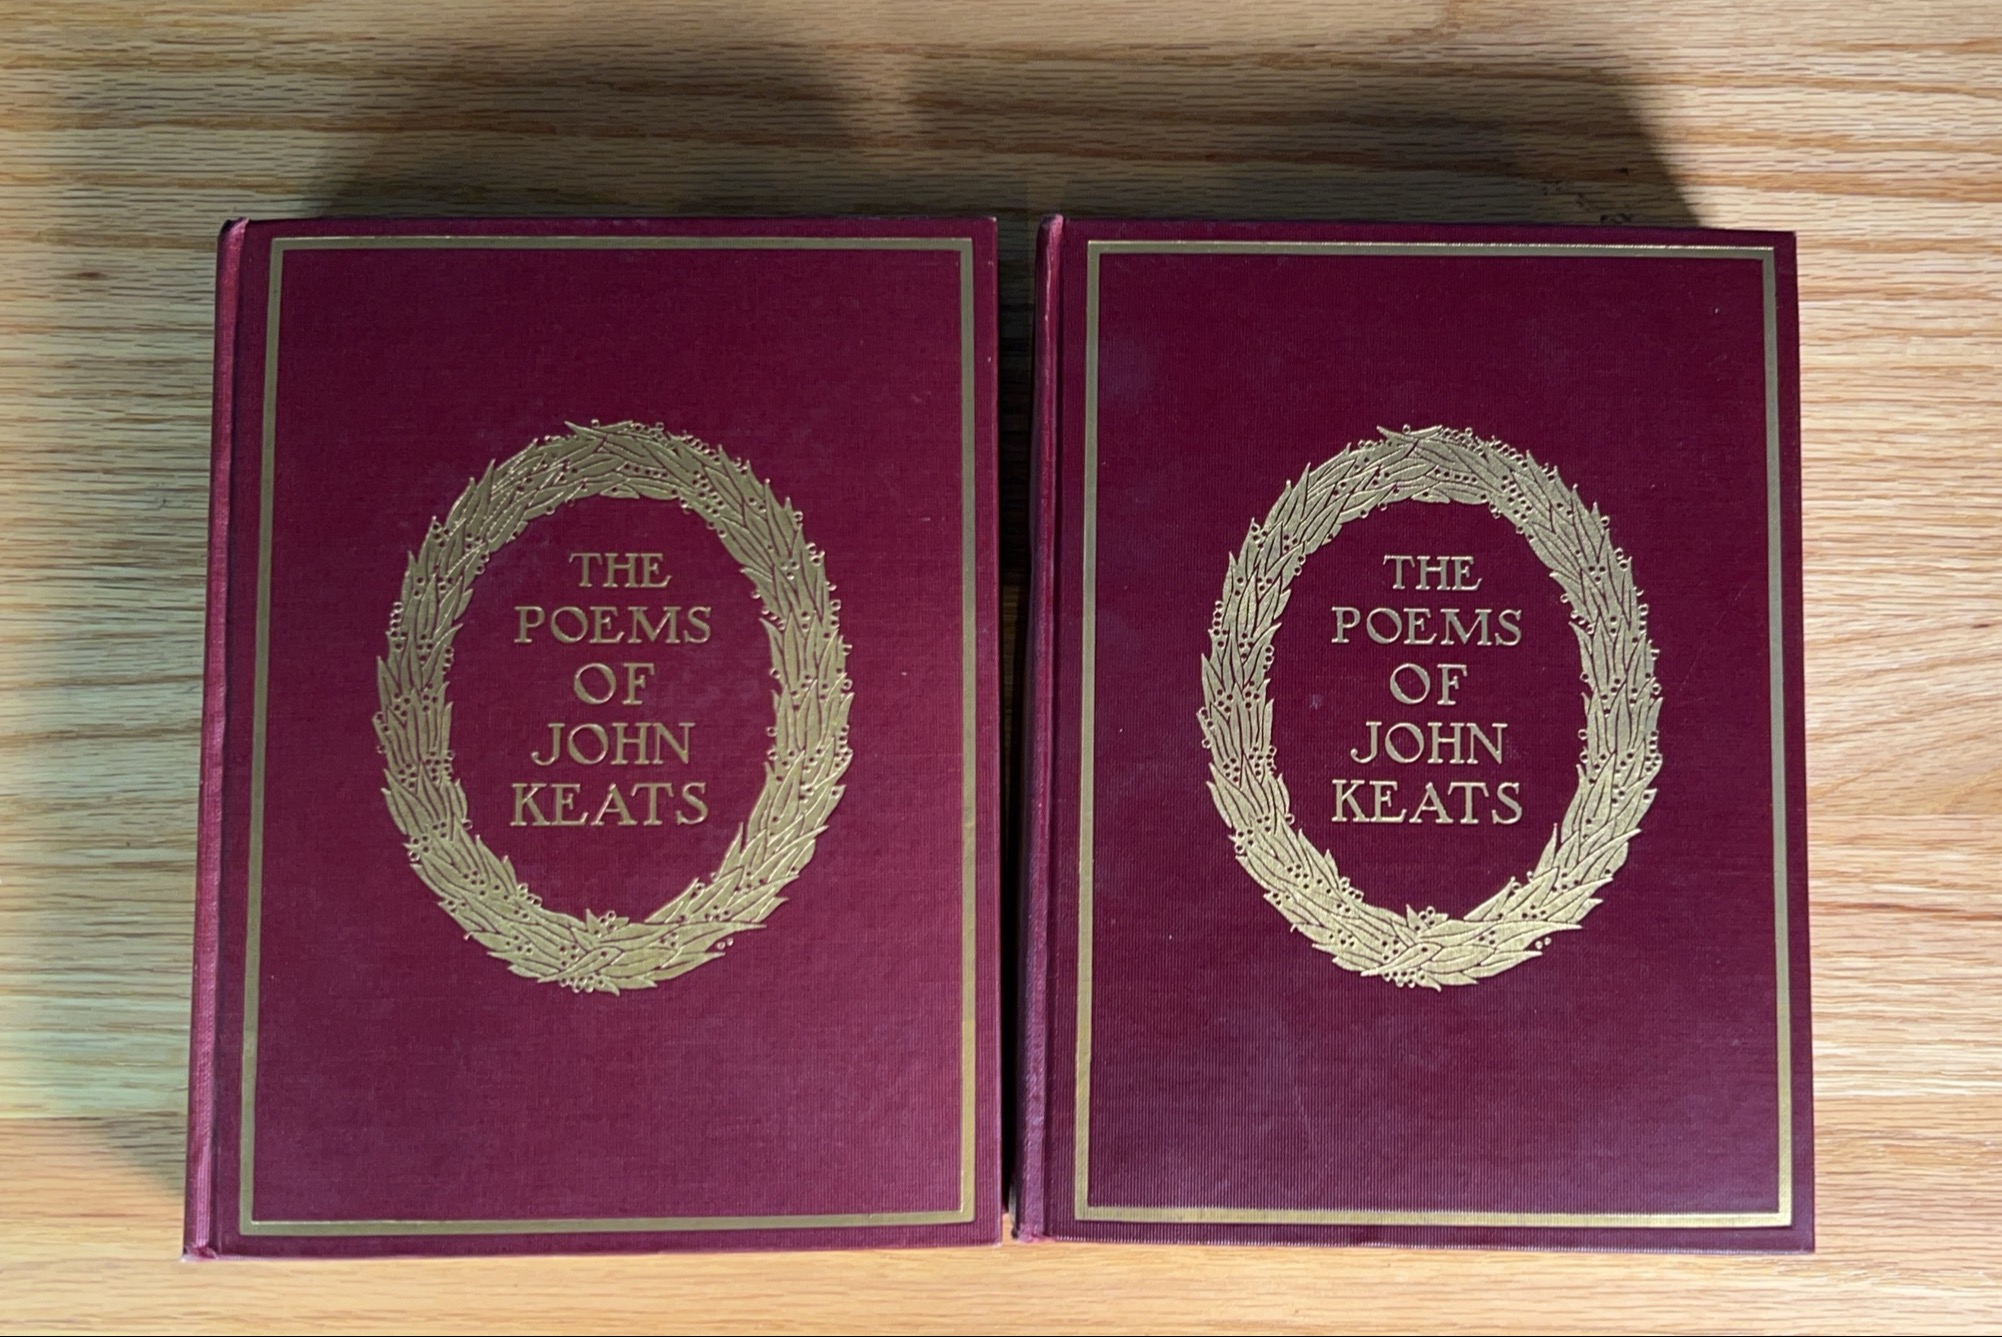 THE
POEMS
OF
JOHN
KEATS
THE
POEMS
OF
JOHN
KEATS